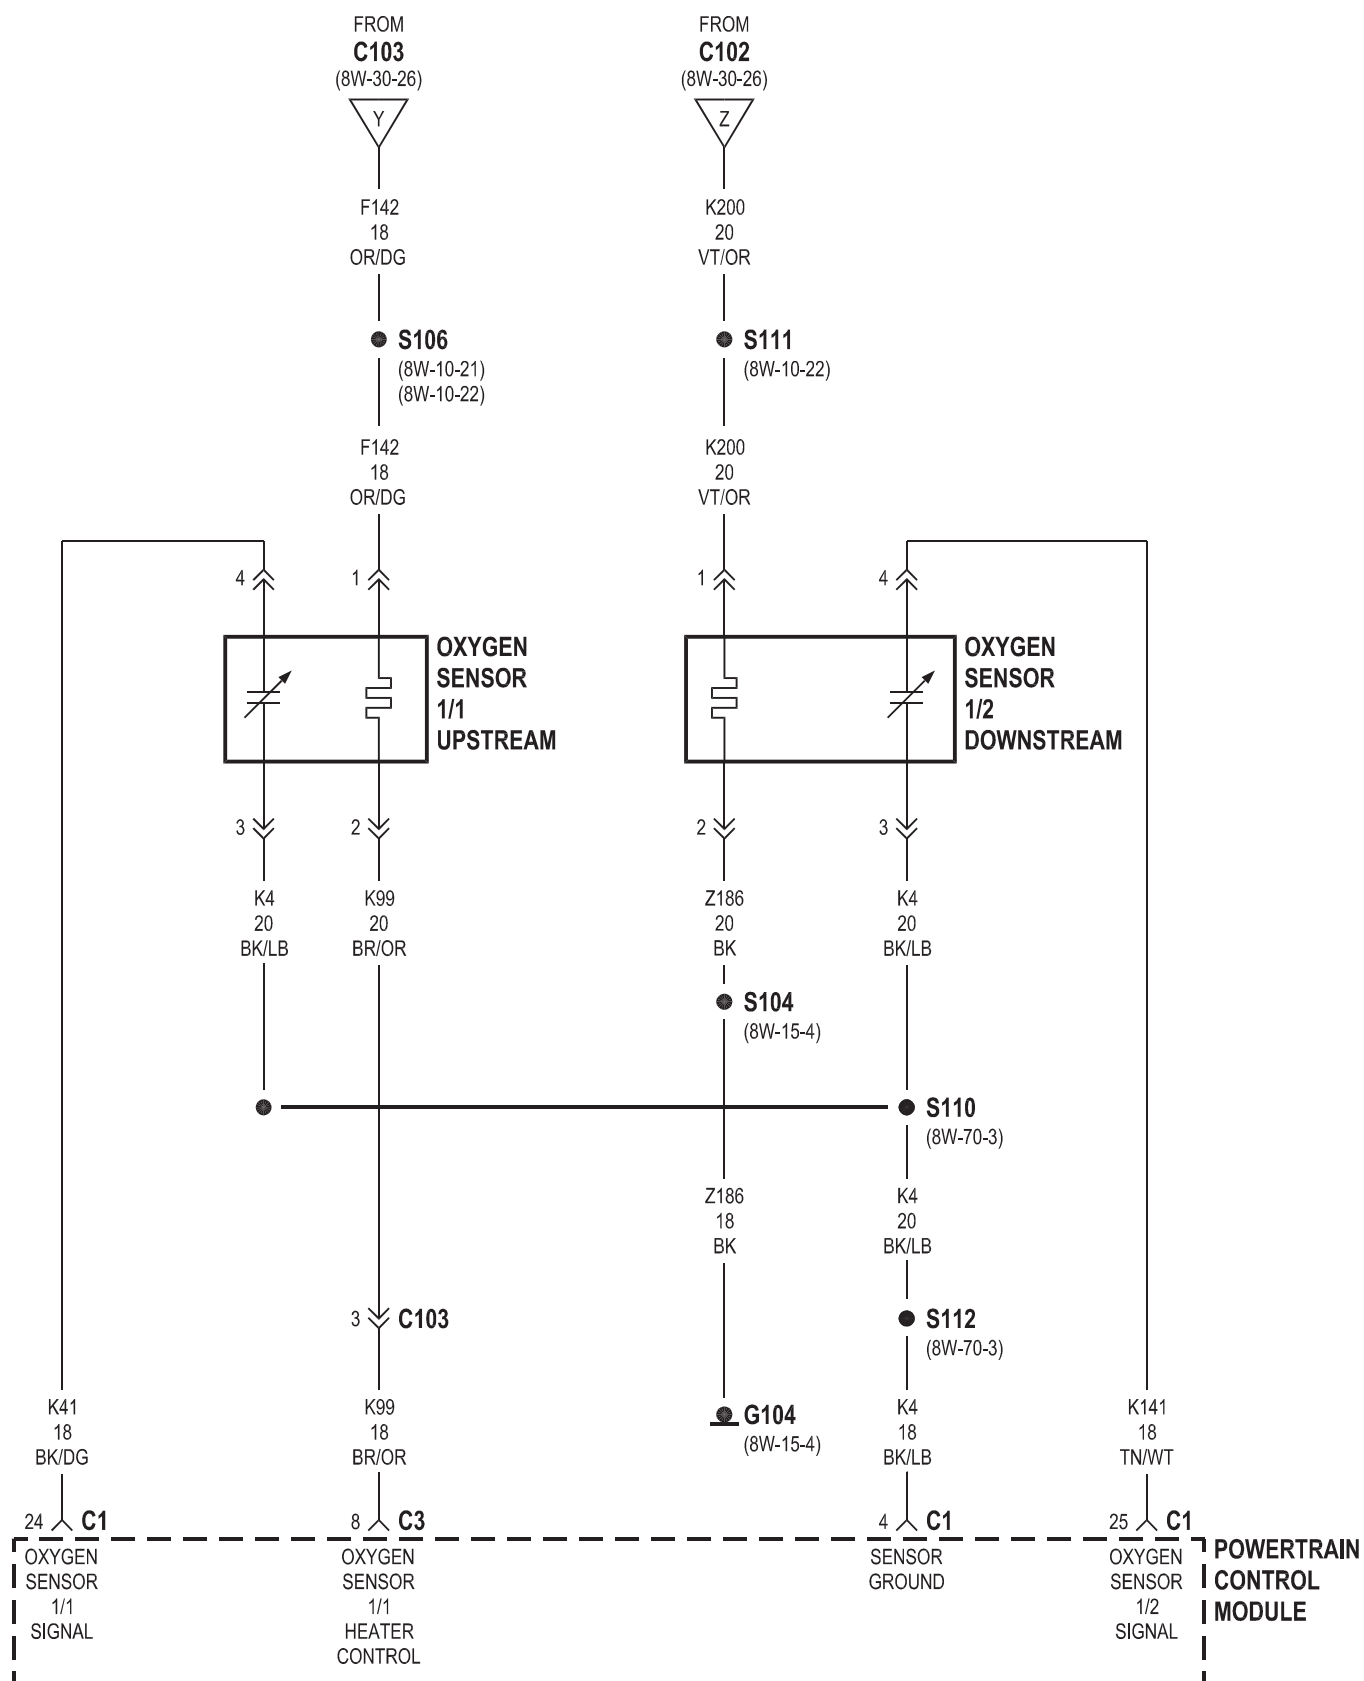 FROM
C103
(8W-30-26)
Y
FROM
C102
(8W-30-26)
Z
F142
18
OR/DG
K200
20
VT/OR
S106
(8W-10-21)
(8W-10-22)
S111
(8W-10-22)
F142
18
OR/DG
K200
20
VT/OR
4
1
1
4
OXYGEN
SENSOR
1/1
UPSTREAM
OXYGEN
SENSOR
1/2
DOWNSTREAM
3
2
2
3
K4
20
BK/LB
K99
20
BR/OR
Z186
20
BK
K4
20
BK/LB
S104
(8W-15-4)
S110
(8W-70-3)
Z186
18
BK
K4
20
BK/LB
3
C103
S112
(8W-70-3)
K41
18
BK/DG
K99
18
BR/OR
G104
(8W-15-4)
K4
18
BK/LB
K141
18
TN/WT
24
C1
8
C3
4
C1
25
C1
OXYGEN
SENSOR
1/1
SIGNAL
OXYGEN
SENSOR
1/1
HEATER
CONTROL
SENSOR
GROUND
OXYGEN
SENSOR
1/2
SIGNAL
POWERTRAIN
CONTROL
MODULE